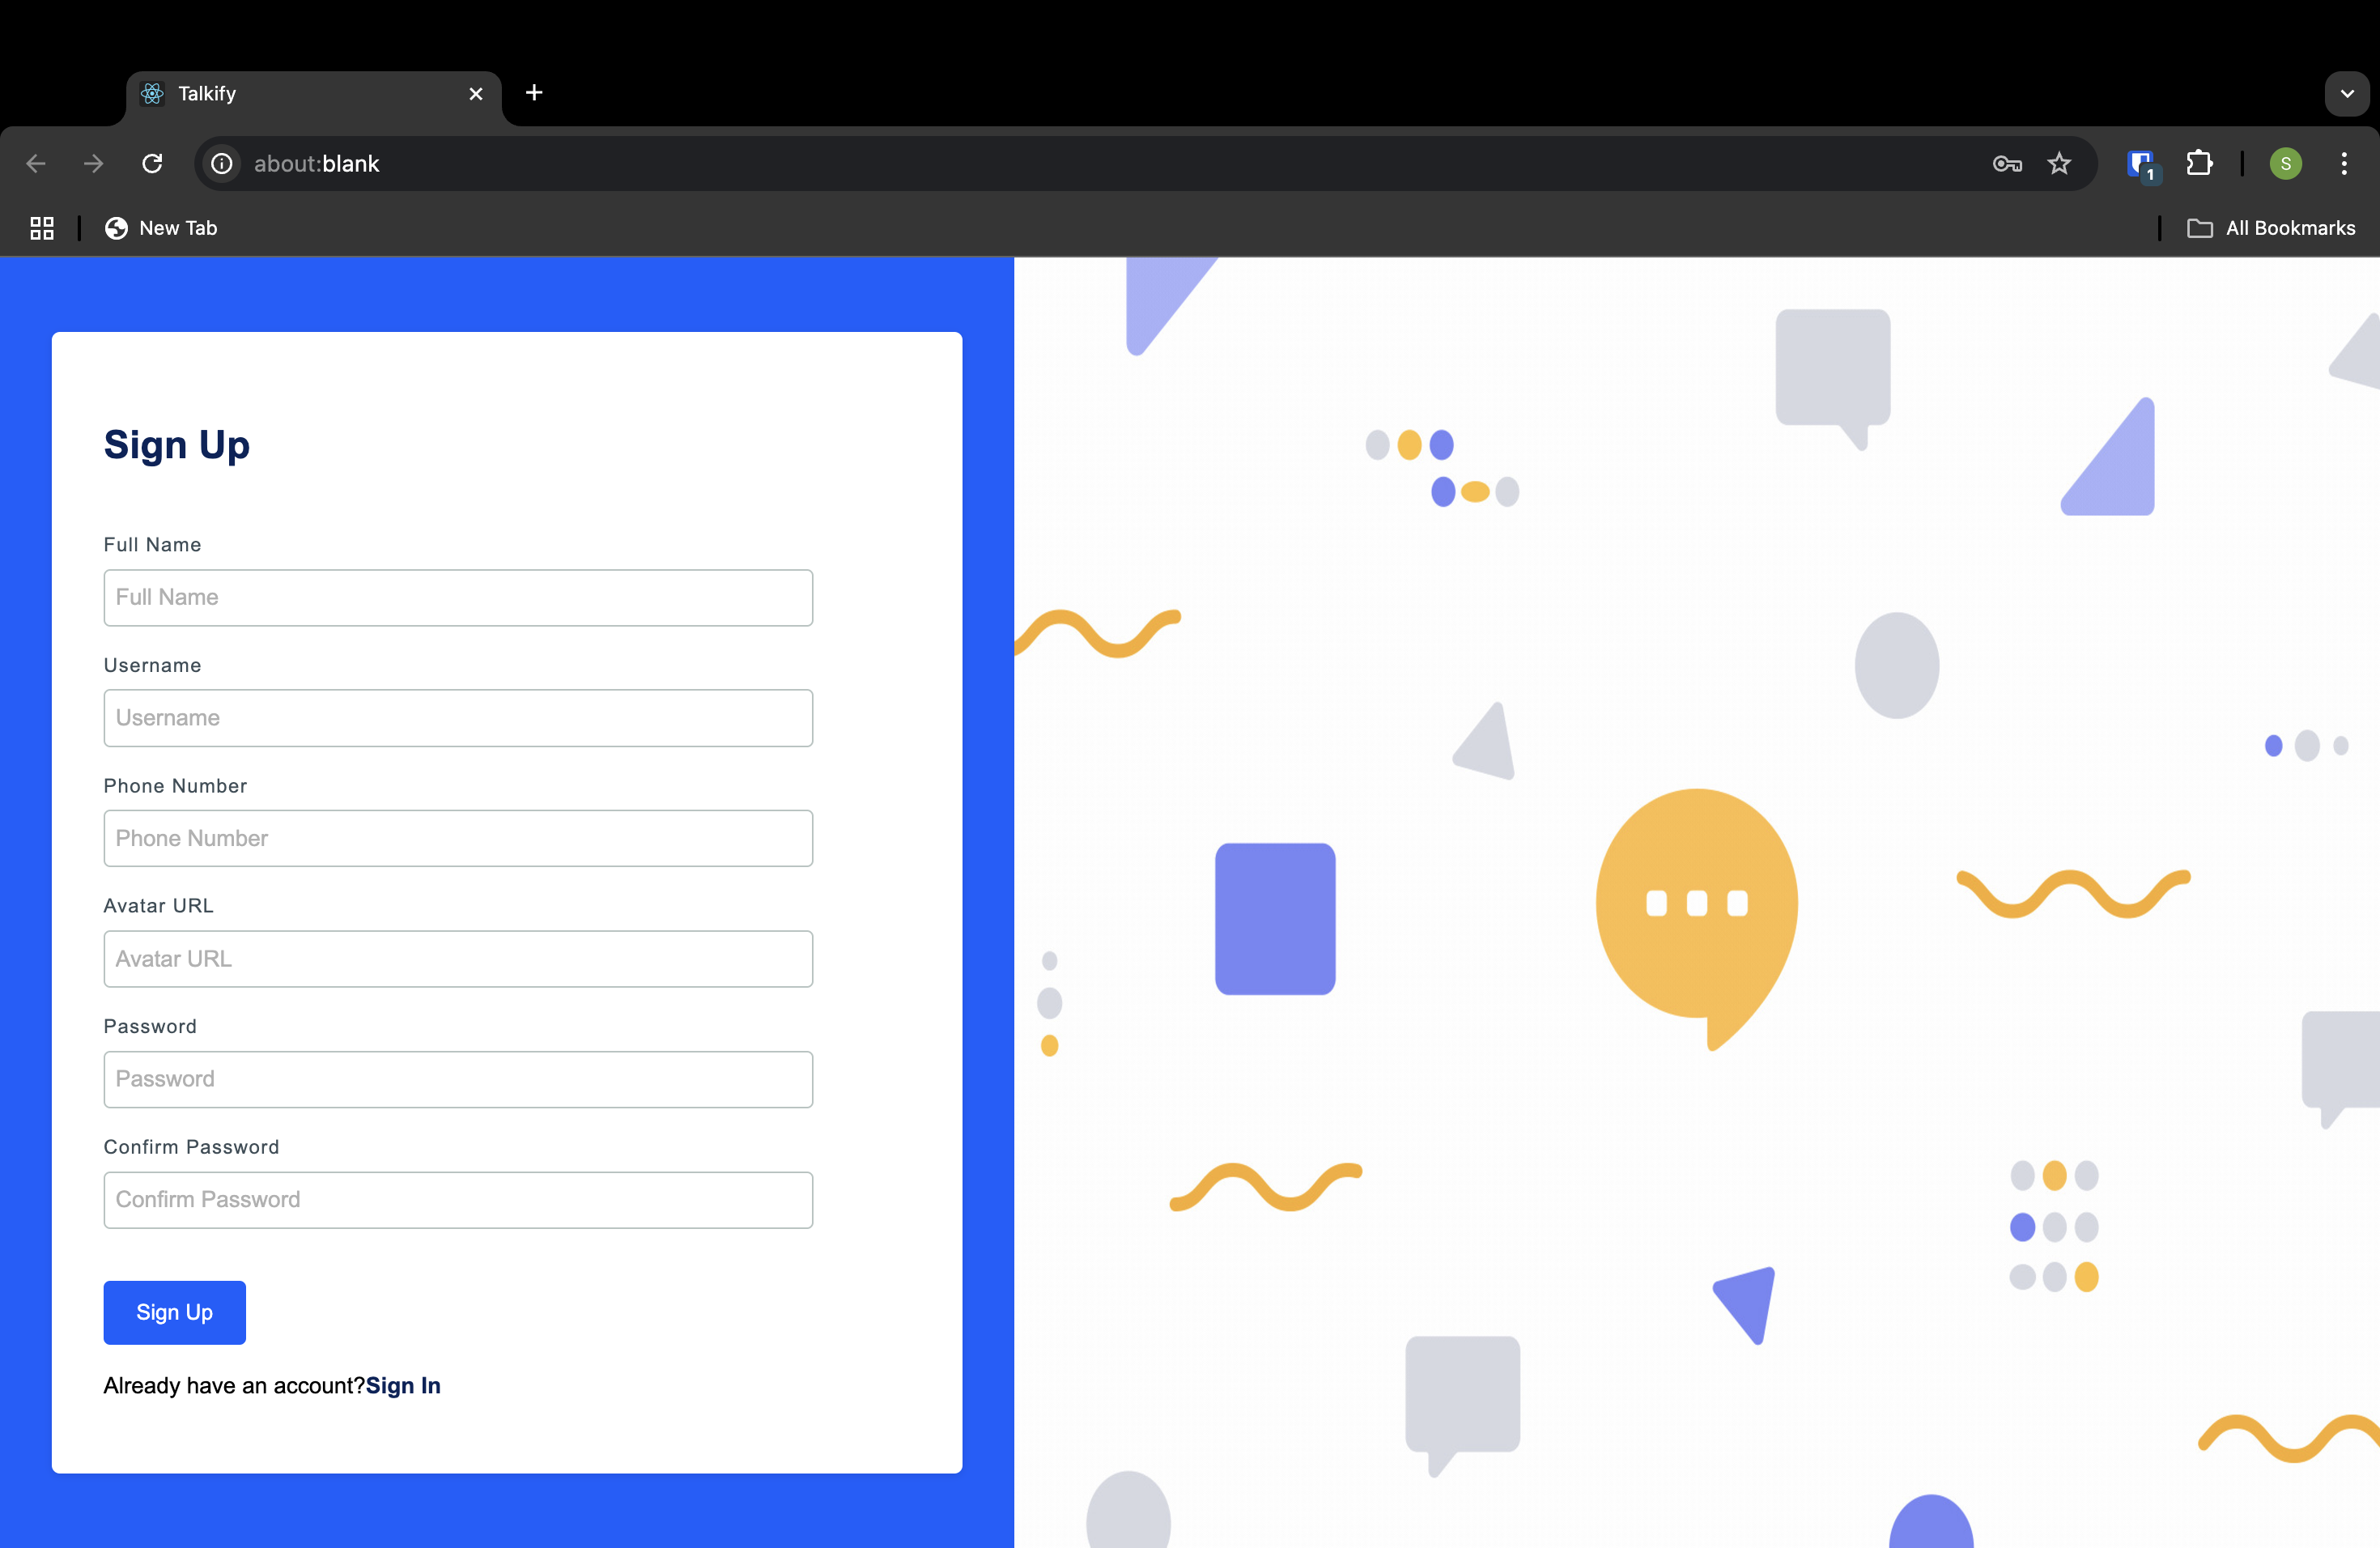 Talkify
about:blank
1
S
New Tab
All Bookmarks
Sign Up
Full Name
Full Name
Username
Username
Phone Number
Phone Number
Avatar URL
Avatar URL
Password
Password
Confirm Password
Confirm Password
Sign Up
Already have an account?Sign In